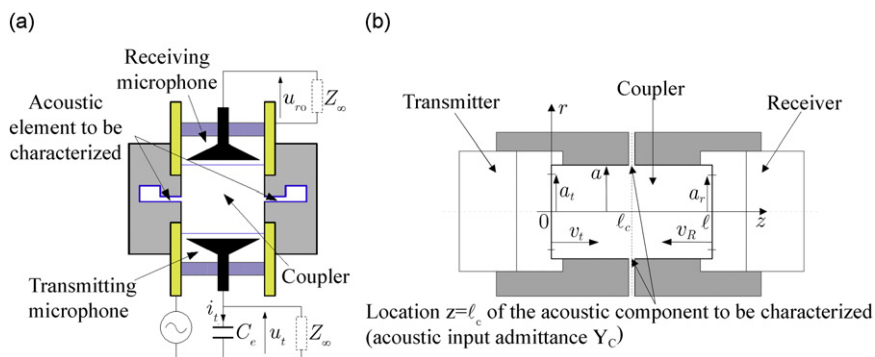 (a)
Receiving
microphone
u_ro
Z_∞
Acoustic
element to be
characterized
Transmitting
microphone
Coupler
i_t
C_e
u_t
Z_∞
(b)
Coupler
Transmitter
r
Receiver
a
a_t
a_r
0
ℓ_c
ℓ
z
v_t
v_R
Location z=ℓ_c of the acoustic component to be characterized
(acoustic input admittance Y_C)